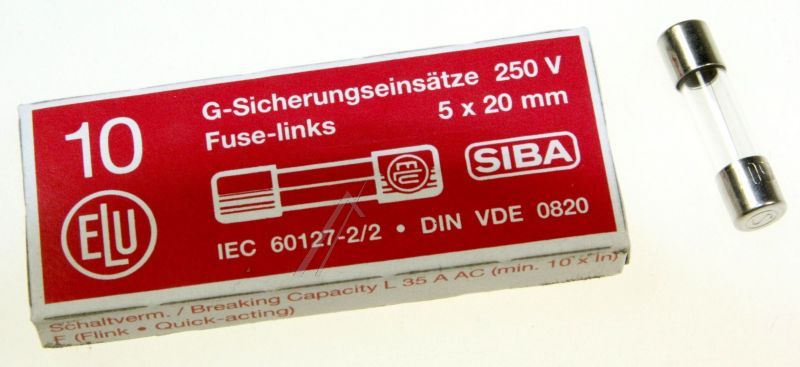 10
G-Sicherungseinsätze 250 V
Fuse-links 5 x 20 mm
ELU
ELU
SIBA
IEC 60127-2/2 • DIN VDE 0820
Schaltverm. / Breaking Capacity L 35 A AC (min. 10 x In)
F (Flink • Quick-acting)